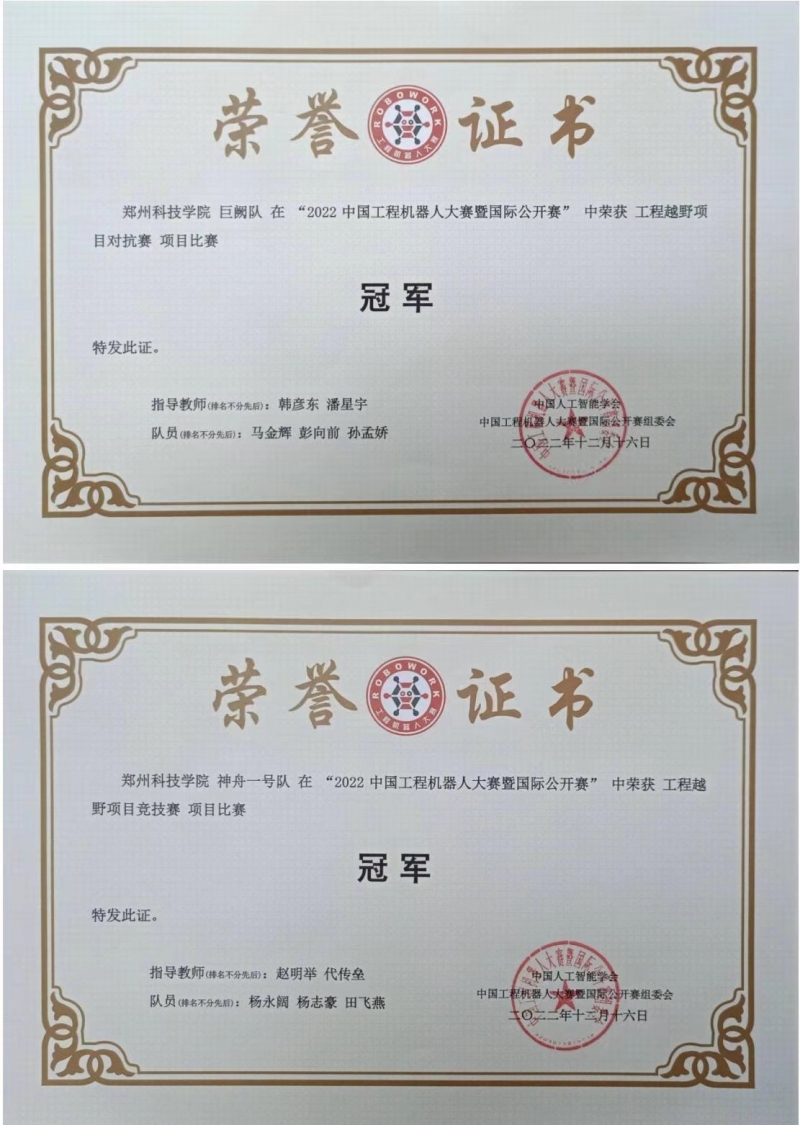 荣誉证书
ROBOWORK
工程机器人大赛
郑州科技学院 巨阙队 在 “2022 中国工程机器人大赛暨国际公开赛” 中荣获 工程越野项
目对抗赛 项目比赛
冠军
特发此证。
指导教师(排名不分先后)：韩彦东 潘星宇
队员(排名不分先后)：马金辉 彭向前 孙孟娇
中国人工智能学会
中国工程机器人大赛暨国际公开赛组委会
二〇二二年十二月十六日
荣誉证书
ROBOWORK
工程机器人大赛
郑州科技学院 神舟一号队 在 “2022 中国工程机器人大赛暨国际公开赛” 中荣获 工程越
野项目竞技赛 项目比赛
冠军
特发此证。
指导教师(排名不分先后)：赵明举 代传垒
队员(排名不分先后)：杨永阔 杨志豪 田飞燕
中国人工智能学会
中国工程机器人大赛暨国际公开赛组委会
二〇二二年十二月十六日